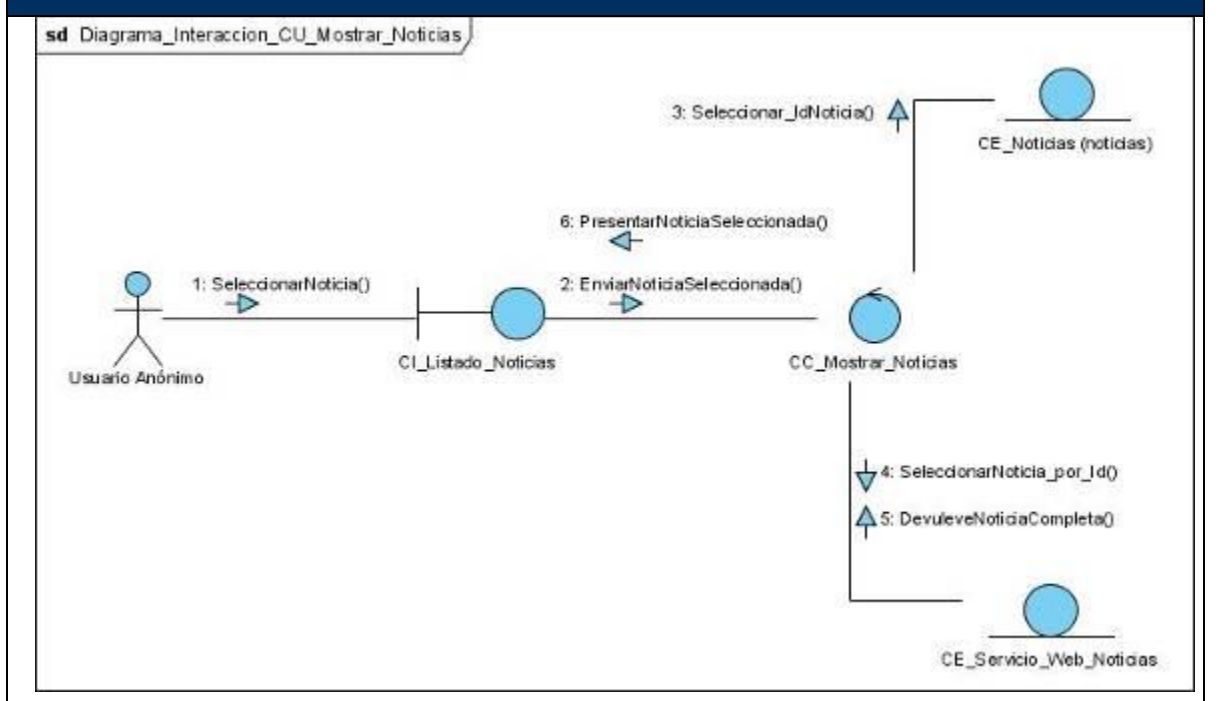 sd Diagrama_Interaccion_CU_Mostrar_Noticias
3: Seleccionar_IdNoticia()
CE_Noticias (noticias)
6: PresentarNoticiaSeleccionada()
1: SeleccionarNoticia()
2: EnviarNoticiaSeleccionada()
Usuario Anónimo
CI_Listado_Noticias
CC_Mostrar_Noticias
4: SeleccionarNoticia_por_Id()
5: DevuleveNoticiaCompleta()
CE_Servicio_Web_Noticias